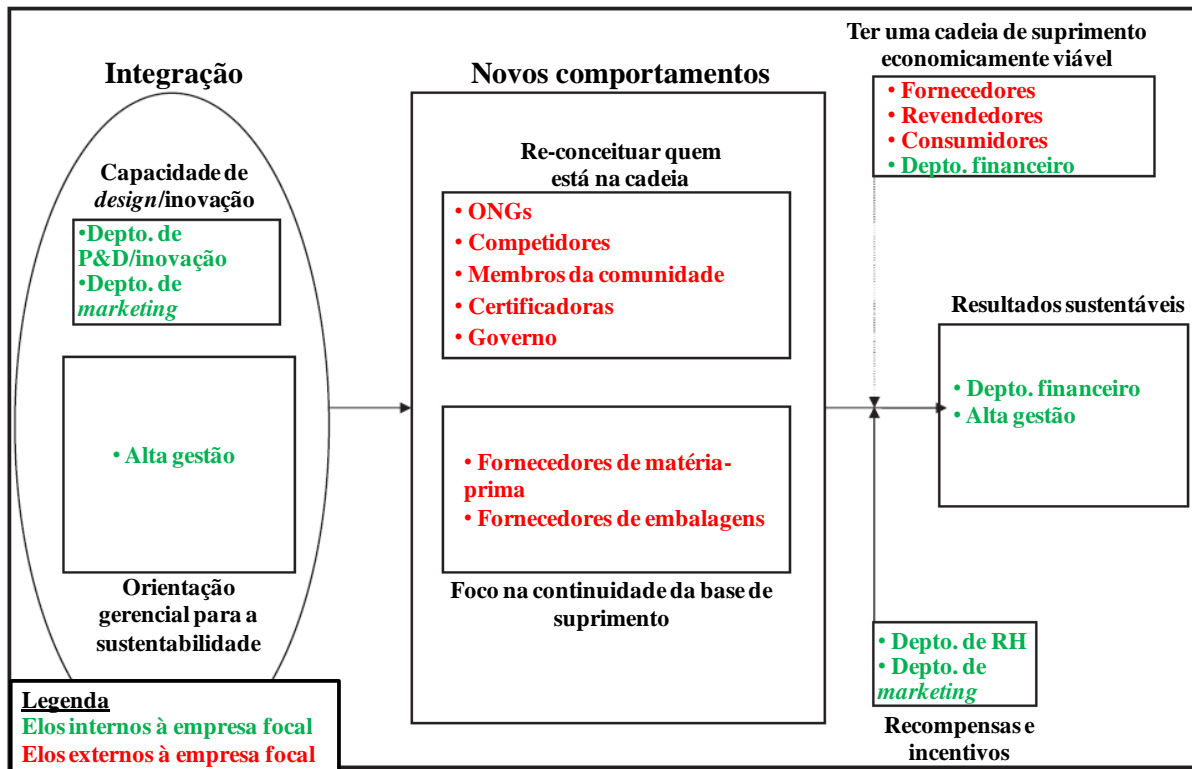 Integração
Capacidade de
design/inovação
•Depto. de
P&D/inovação
•Depto. de
marketing
• Alta gestão
Orientação
gerencial para a
sustentabilidade
Novos comportamentos
Re-conceituar quem
está na cadeia
• ONGs
• Competidores
• Membros da comunidade
• Certificadoras
• Governo
• Fornecedores de matéria-
prima
• Fornecedores de embalagens
Foco na continuidade da base de
suprimento
Ter uma cadeia de suprimento
economicamente viável
• Fornecedores
• Revendedores
• Consumidores
• Depto. financeiro
Resultados sustentáveis
• Depto. financeiro
• Alta gestão
• Depto. de RH
• Depto. de
marketing
Recompensas e
incentivos
Legenda
Elos internos à empresa focal
Elos externos à empresa focal